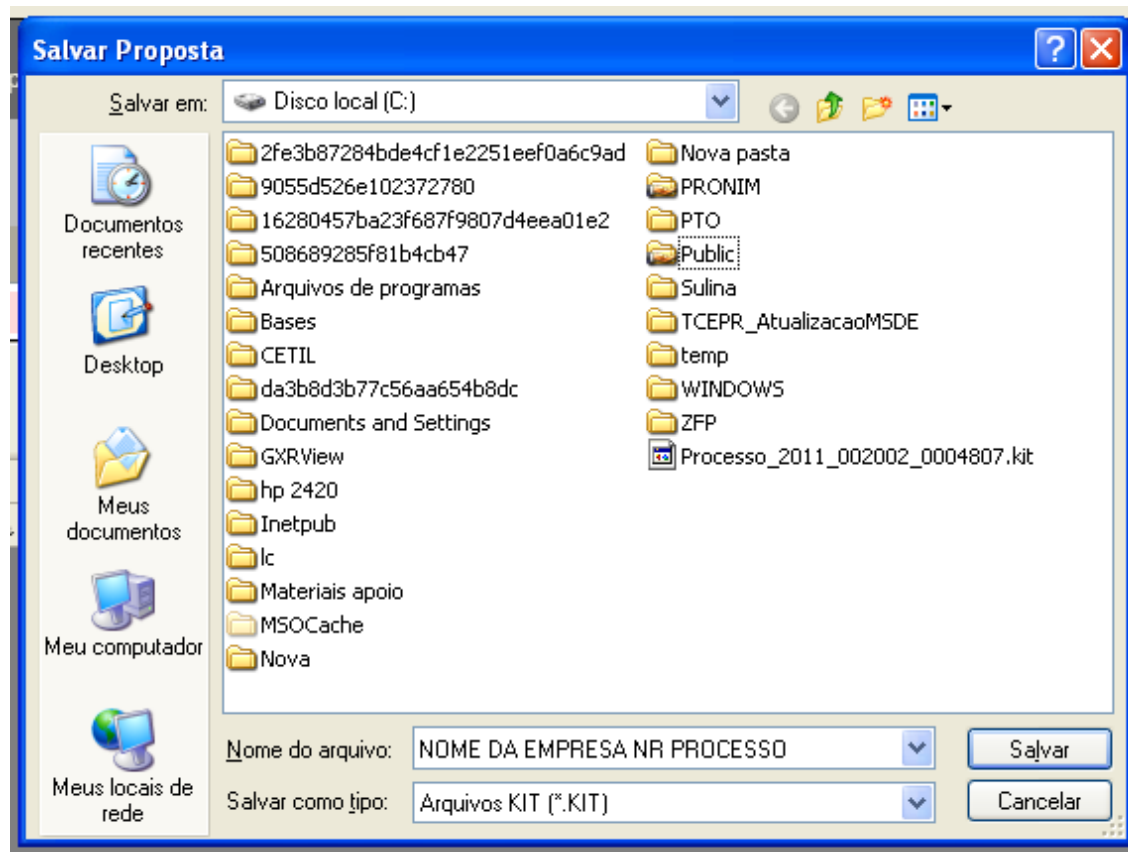 Salvar Proposta
Salvar em:
Disco local (C:)
Documentos
recentes
Desktop
Meus
documentos
Meu computador
Meus locais de
rede
2fe3b87284bde4cf1e2251eef0a6c9ad
9055d526e102372780
16280457ba23f687f9807d4eea01e2
508689285f81b4cb47
Arquivos de programas
Bases
CETIL
da3b8d3b77c56aa654b8dc
Documents and Settings
GXRView
hp 2420
Inetpub
lc
Materiais apoio
MSOCache
Nova
Nova pasta
PRONIM
PTO
Public
Sulina
TCEPR_AtualizacaoMSDE
temp
WINDOWS
ZFP
Processo_2011_002002_0004807.kit
Nome do arquivo:
NOME DA EMPRESA NR PROCESSO
Salvar
Salvar como tipo:
Arquivos KIT (*.KIT)
Cancelar